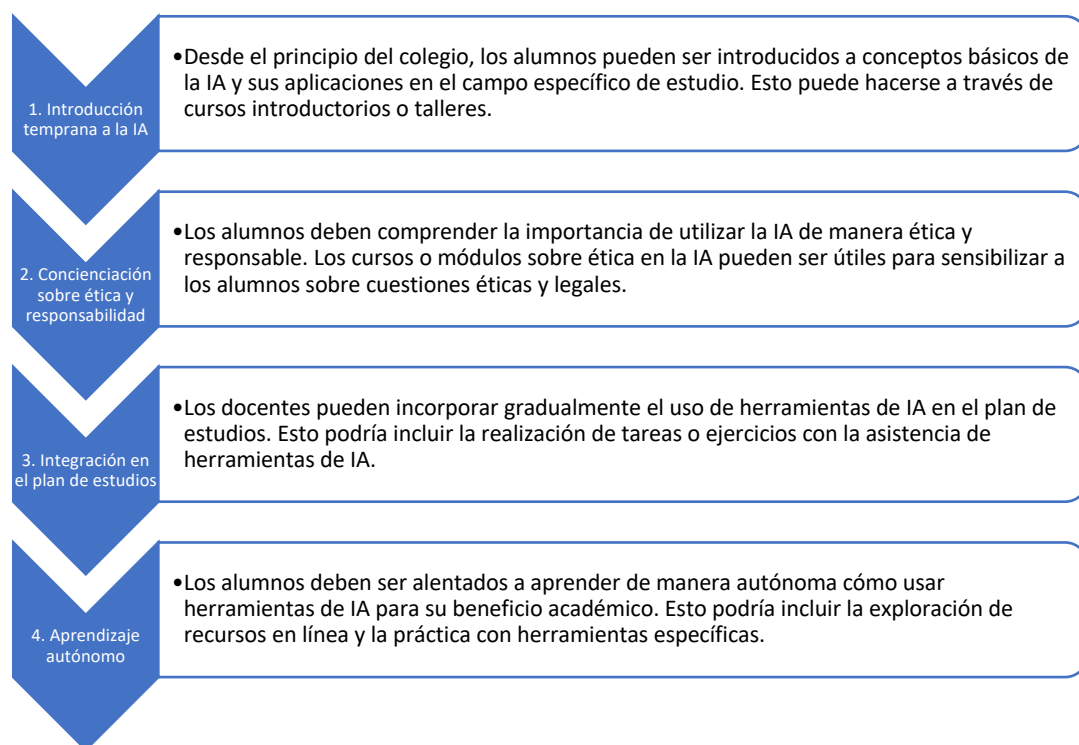 1. Introducción
temprana a la IA
•Desde el principio del colegio, los alumnos pueden ser introducidos a conceptos básicos de
la IA y sus aplicaciones en el campo específico de estudio. Esto puede hacerse a través de
cursos introductorios o talleres.
2. Concienciación
sobre ética y
responsabilidad
•Los alumnos deben comprender la importancia de utilizar la IA de manera ética y
responsable. Los cursos o módulos sobre ética en la IA pueden ser útiles para sensibilizar a
los alumnos sobre cuestiones éticas y legales.
3. Integración en
el plan de estudios
•Los docentes pueden incorporar gradualmente el uso de herramientas de IA en el plan de
estudios. Esto podría incluir la realización de tareas o ejercicios con la asistencia de
herramientas de IA.
4. Aprendizaje
autónomo
•Los alumnos deben ser alentados a aprender de manera autónoma cómo usar
herramientas de IA para su beneficio académico. Esto podría incluir la exploración de
recursos en línea y la práctica con herramientas específicas.